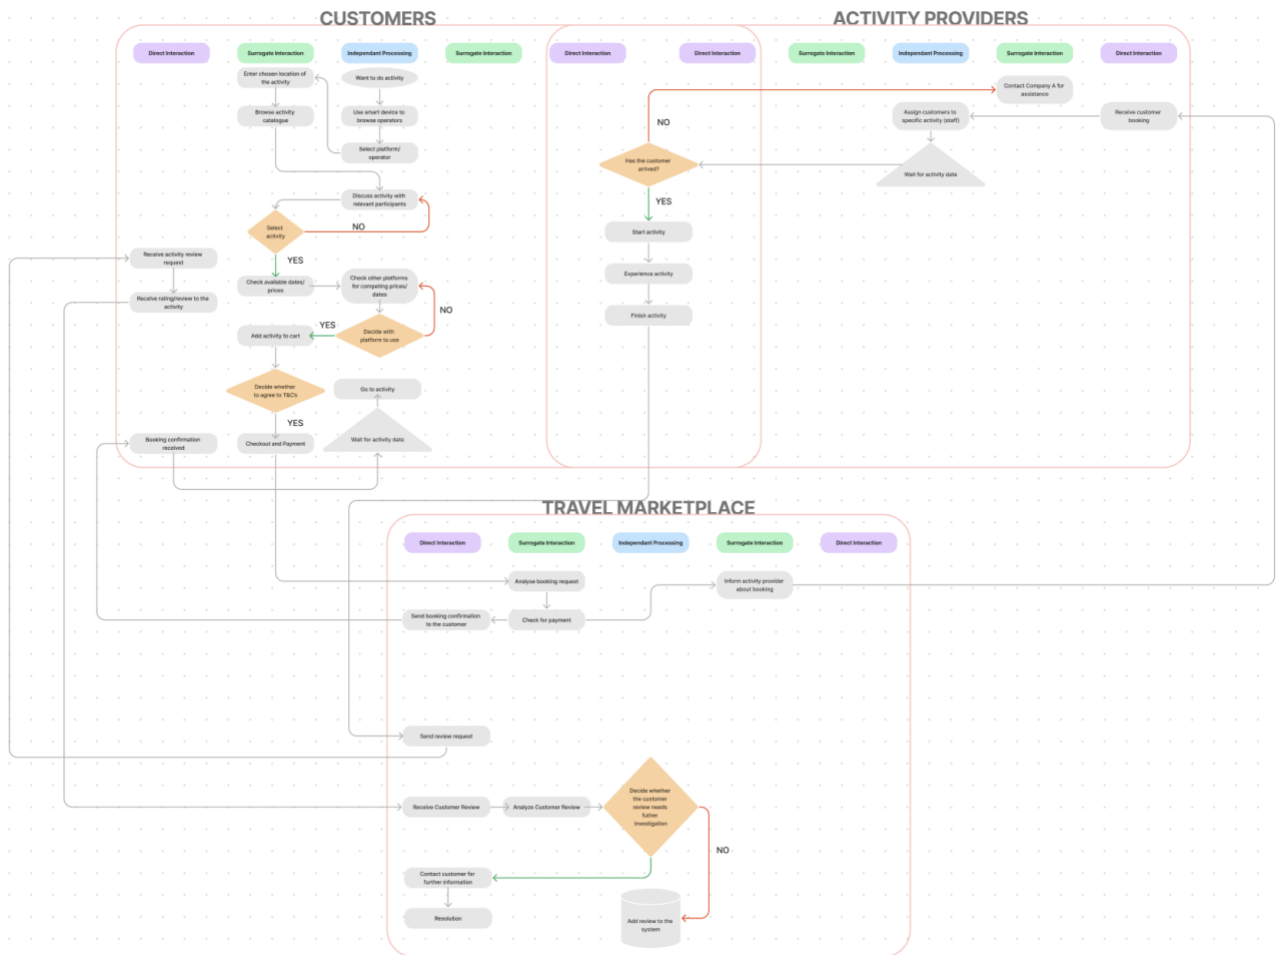 CUSTOMERS
ACTIVITY PROVIDERS
Direct Interaction
Surrogate Interaction
Independant Processing
Surrogate Interaction
Direct Interaction
Direct Interaction
Surrogate Interaction
Independant Processing
Surrogate Interaction
Direct Interaction
Enter chosen location of
the activity
Want to do activity
Browse activity
catalogue
Use smart device to
browse operators
Select platform/
operator
Discuss activity with
relevant participants
Select
activity
NO
YES
Receive activity review
request
Receive rating/review to the
activity
Check available dates/
prices
Check other platforms
for competing prices/
dates
NO
YES
Add activity to cart
Decide with
platform to use
Decide whether
to agree to T&C's
YES
Go to activity
Booking confirmation
received
Checkout and Payment
Wait for activity date
Contact Company A for
assistence
Assign customers to
specific activity (staff)
Receive customer
booking
NO
Has the customer
arrived?
Wait for activity date
YES
Start activity
Experience activity
Finish activity
TRAVEL MARKETPLACE
Direct Interaction
Surrogate Interaction
Independant Processing
Surrogate Interaction
Direct Interaction
Analyse booking request
Inform activity provider
about booking
Send booking confirmation
to the customer
Check for payment
Send review request
Receive Customer Review
Analyze Customer Review
Decide whether
the customer
review needs
futher
investigation
NO
Contact customer for
further information
Resolution
Add review to the
system